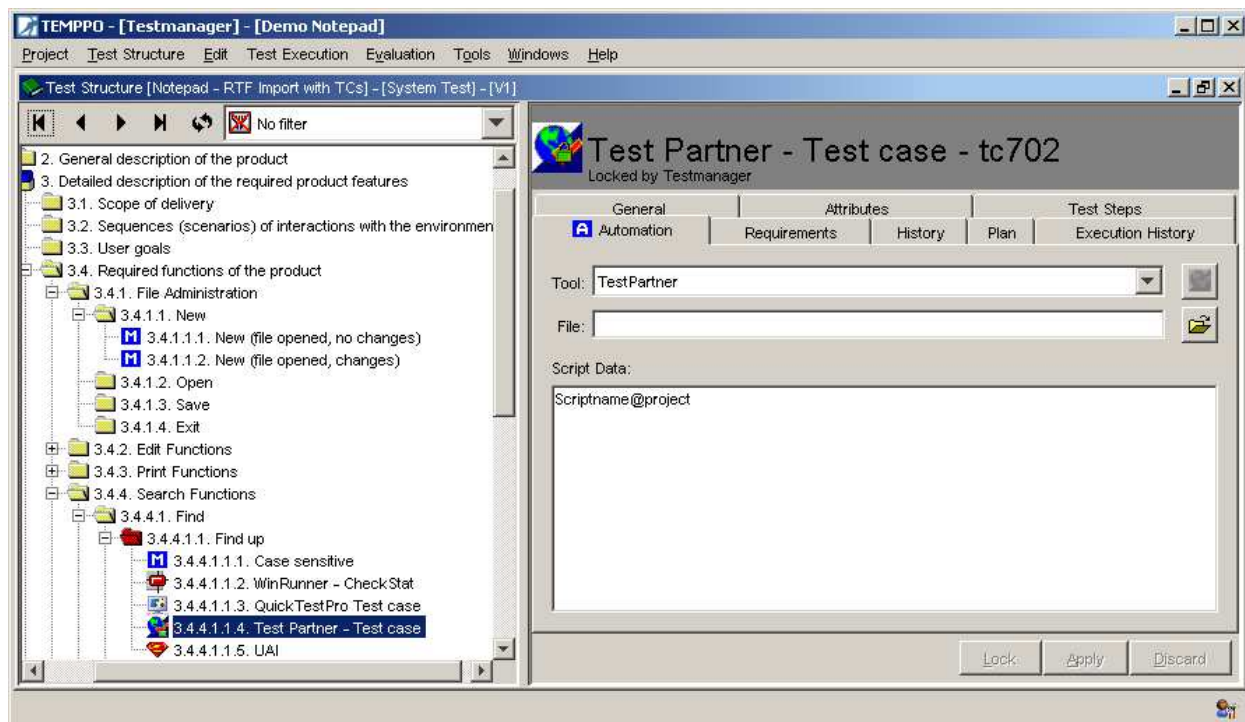 TEMPPO - [Testmanager] - [Demo Notepad]
Project Test Structure Edit Test Execution Evaluation Tools Windows Help
Test Structure [Notepad - RTF Import with TCs] - [System Test] - [V1]
No filter
2. General description of the product
3. Detailed description of the required product features
3.1. Scope of delivery
3.2. Sequences (scenarios) of interactions with the environmen
3.3. User goals
3.4. Required functions of the product
3.4.1. File Administration
3.4.1.1. New
M 3.4.1.1.1. New (file opened, no changes)
M 3.4.1.1.2. New (file opened, changes)
3.4.1.2. Open
3.4.1.3. Save
3.4.1.4. Exit
3.4.2. Edit Functions
3.4.3. Print Functions
3.4.4. Search Functions
3.4.4.1. Find
3.4.4.1.1. Find up
M 3.4.4.1.1.1. Case sensitive
3.4.4.1.1.2. WinRunner - CheckStat
3.4.4.1.1.3. QuickTestPro Test case
3.4.4.1.1.4. Test Partner - Test case
3.4.4.1.1.5. UAI
Test Partner - Test case - tc702
Locked by Testmanager
General Attributes Test Steps
A Automation Requirements History Plan Execution History
Tool: TestPartner
File:
Script Data:
Scriptname@project
Lock Apply Discard